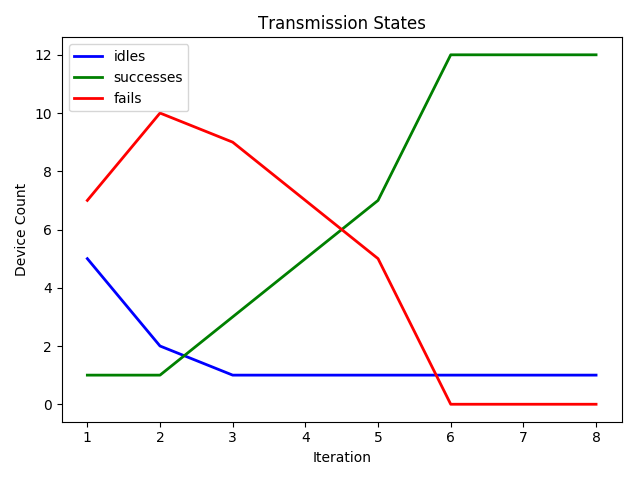 Transmission States
idles
successes
fails
Device Count
12
10
8
6
4
2
0
1 2 3 4 5 6 7 8
Iteration